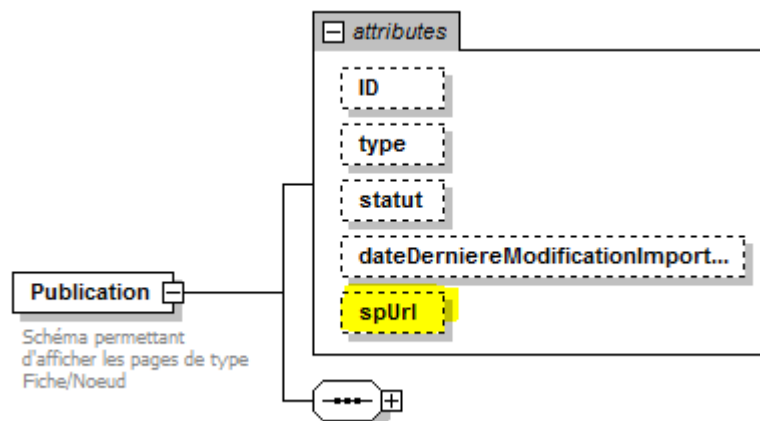 attributes
ID
type
statut
dateDerniereModificationImport...
spUrl
Publication
Schéma permettant
d'afficher les pages de type
Fiche/Noeud